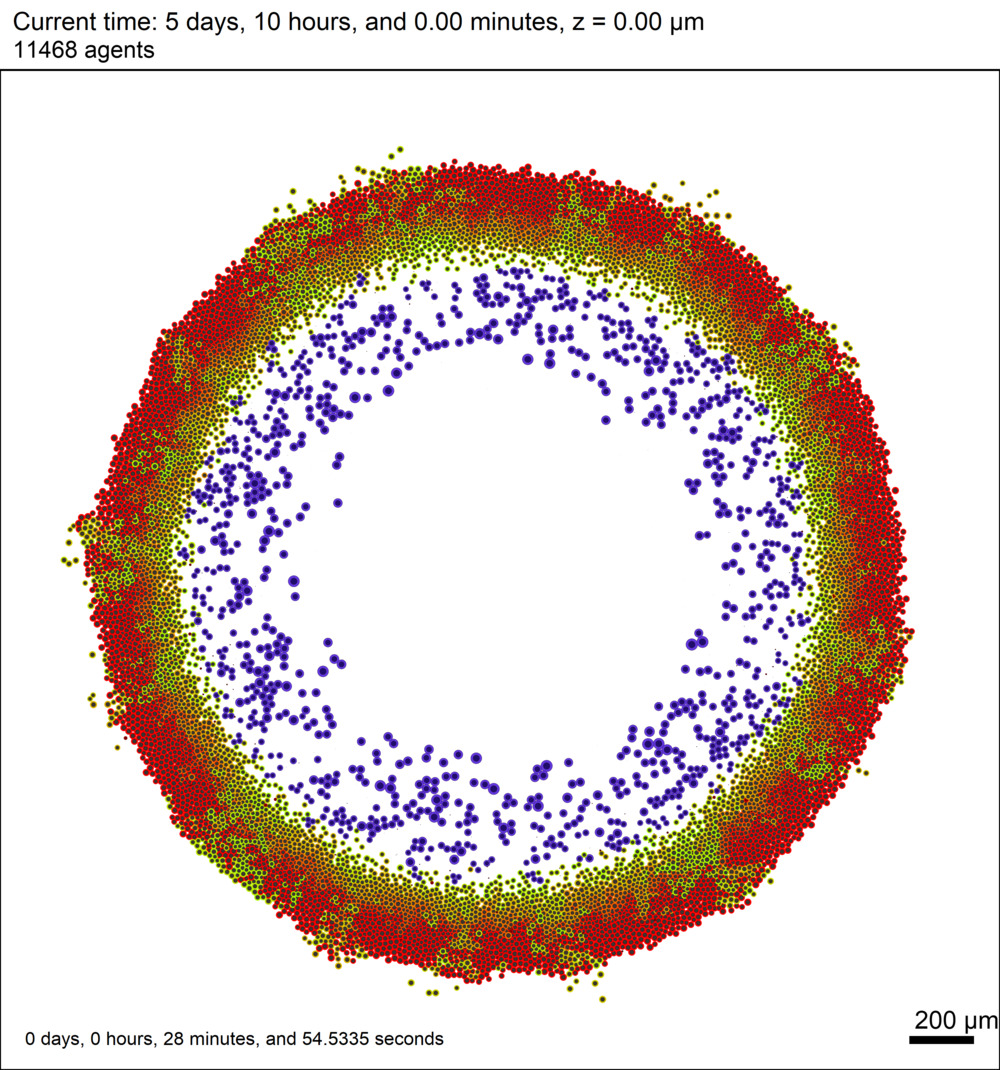 Current time: 5 days, 10 hours, and 0.00 minutes, z = 0.00 μm
11468 agents
200 μm
0 days, 0 hours, 28 minutes, and 54.5335 seconds